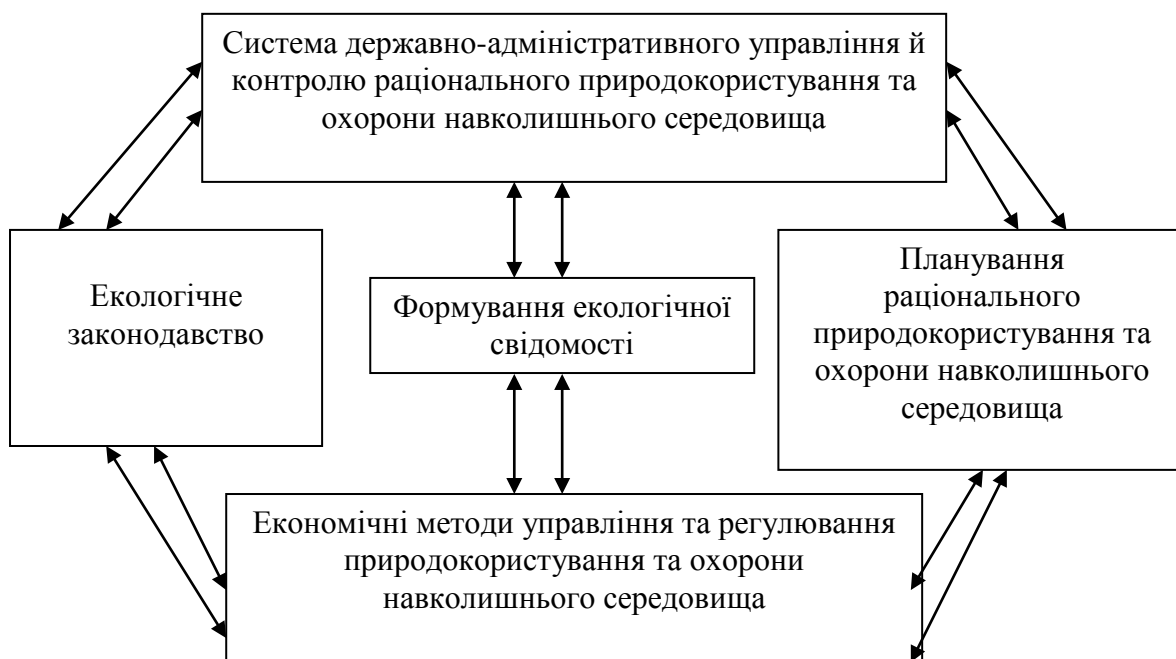 Система державно-адміністративного управління й
контролю раціонального природокористування та
охорони навколишнього середовища
Екологічне
законодавство
Формування екологічної
свідомості
Планування
раціонального
природокористування та
охорони навколишнього
середовища
Економічні методи управління та регулювання
природокористування та охорони
навколишнього середовища